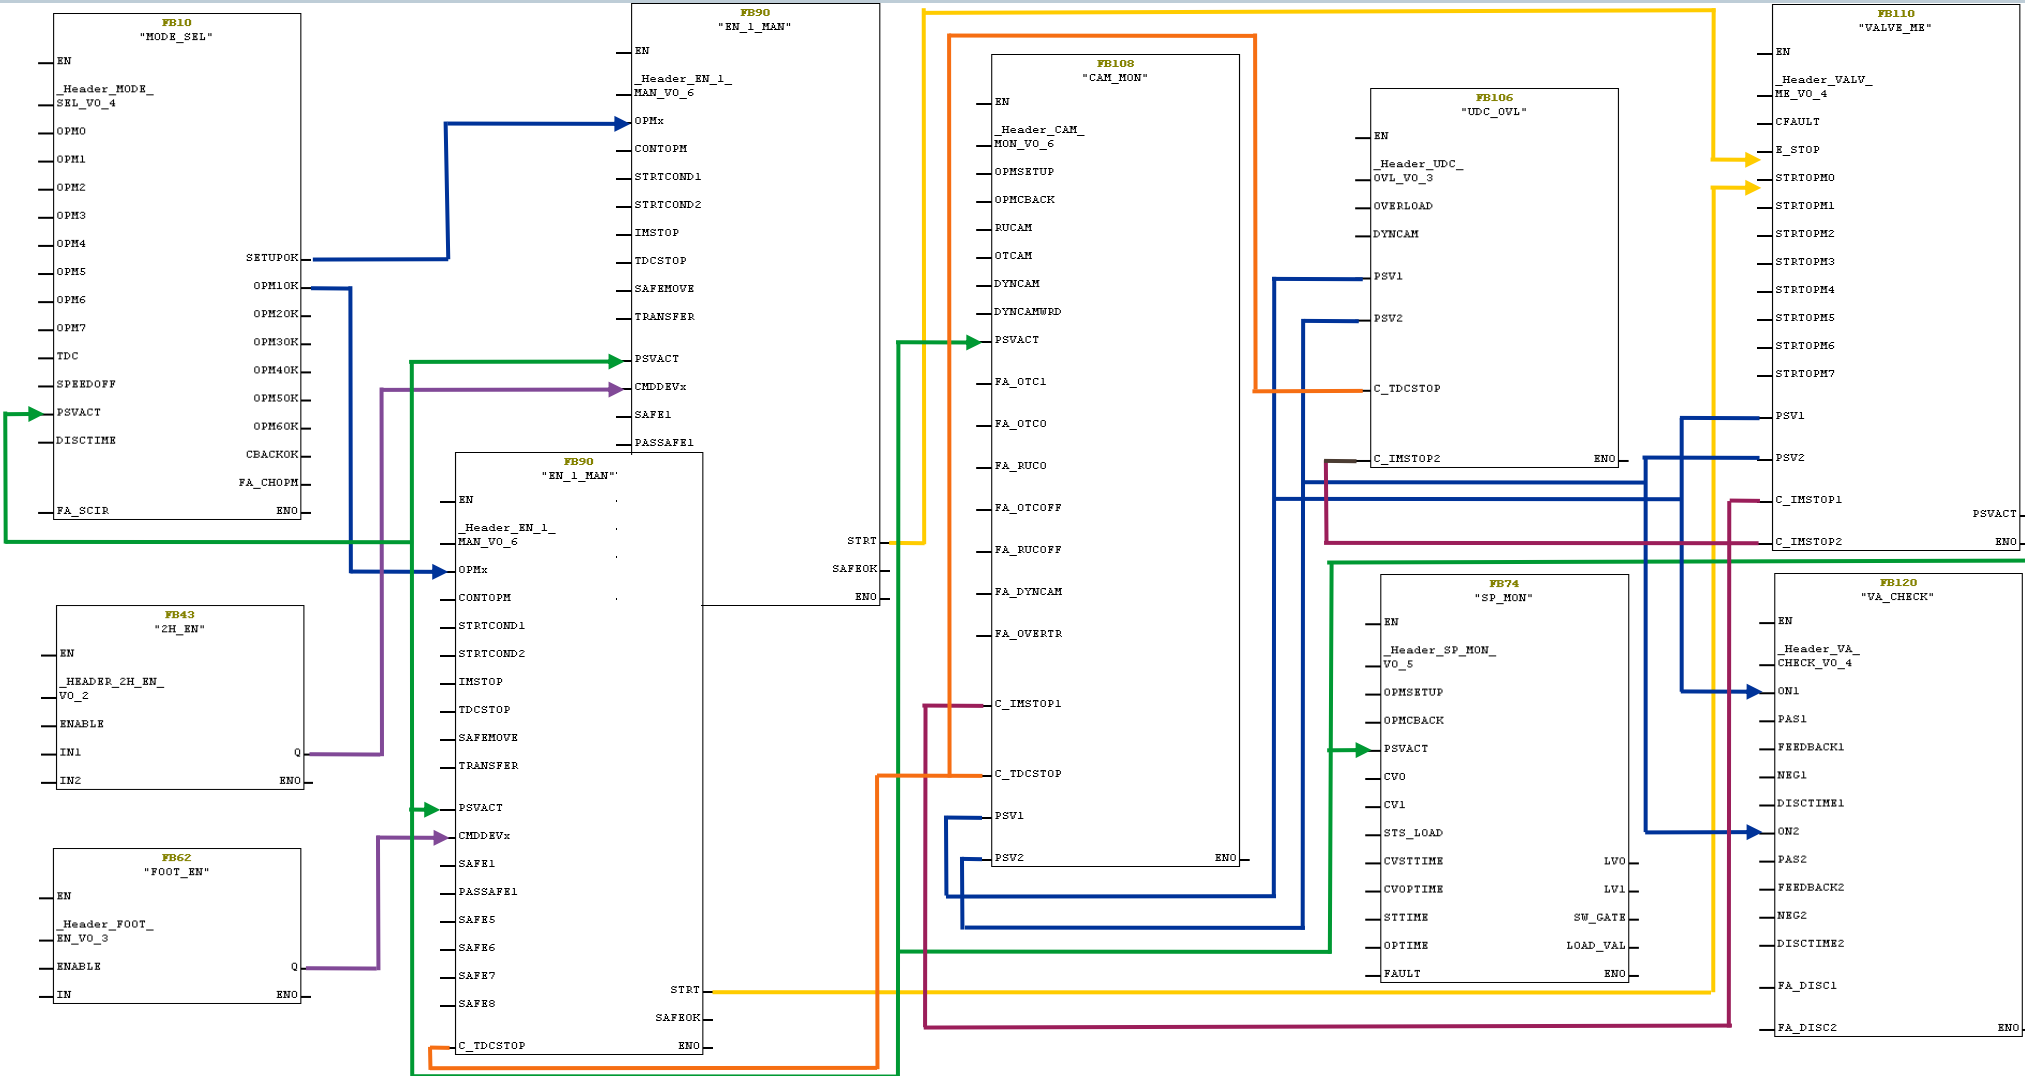 FB10
"MODE_SEL"
EN
_Header_MODE_
SEL_V0_4
OPM0
OPM1
OPM2
OPM3
OPM4
OPM5
OPM6
OPM7
TDC
SPEEDOFF
PSVACT
DISCTIME
FA_SCIR
SETUPOK
OPM1OK
OPM2OK
OPM3OK
OPM4OK
OPM5OK
OPM6OK
CBACKOK
FA_CHOPM
ENO
FB43
"2H_EN"
EN
_HEADER_2H_EN_
V0_2
ENABLE
IN1
IN2
Q
ENO
FB62
"FOOT_EN"
EN
_Header_FOOT_
EN_V0_3
ENABLE
IN
Q
ENO
FB90
"EN_1_MAN"
EN
_Header_EN_1_
MAN_V0_6
OPMx
CONTOPM
STRTCOND1
STRTCOND2
IMSTOP
TDCSTOP
SAFEMOVE
TRANSFER
PSVACT
CMDDEVx
SAFE1
PASSAFE1
STRT
SAFEOK
ENO
FB90
"EN_1_MAN"
EN
_Header_EN_1_
MAN_V0_6
OPMx
CONTOPM
STRTCOND1
STRTCOND2
IMSTOP
TDCSTOP
SAFEMOVE
TRANSFER
PSVACT
CMDDEVx
SAFE1
PASSAFE1
SAFE5
SAFE6
SAFE7
SAFE8
C_TDCSTOP
STRT
SAFEOK
ENO
FB108
"CAM_MON"
EN
_Header_CAM_
MON_V0_6
OPMSETUP
OPMCBACK
RUCAM
OTCAM
DYNCAM
DYNCAMWRD
PSVACT
FA_OTC1
FA_OTC0
FA_RUC0
FA_OTCOFF
FA_RUCOFF
FA_DYNCAM
FA_OVERTR
C_IMSTOP1
C_TDCSTOP
PSV1
PSV2
ENO
FB106
"UDC_OVL"
EN
_Header_UDC_
OVL_V0_3
OVERLOAD
DYNCAM
PSV1
PSV2
C_TDCSTOP
C_IMSTOP2
ENO
FB74
"SP_MON"
EN
_Header_SP_MON_
V0_5
OPMSETUP
OPMCBACK
PSVACT
CV0
CV1
STS_LOAD
CVSTTIME
CVOPTIME
STTIME
OPTIME
FAULT
LV0
LV1
SW_GATE
LOAD_VAL
ENO
FB110
"VALVE_ME"
EN
_Header_VALV_
ME_V0_4
CFAULT
E_STOP
STRTOPM0
STRTOPM1
STRTOPM2
STRTOPM3
STRTOPM4
STRTOPM5
STRTOPM6
STRTOPM7
PSV1
PSV2
C_IMSTOP1
C_IMSTOP2
PSVACT
ENO
FB120
"VA_CHECK"
EN
_Header_VA_
CHECK_V0_4
ON1
PAS1
FEEDBACK1
NEG1
DISCTIME1
ON2
PAS2
FEEDBACK2
NEG2
DISCTIME2
FA_DISC1
FA_DISC2
ENO